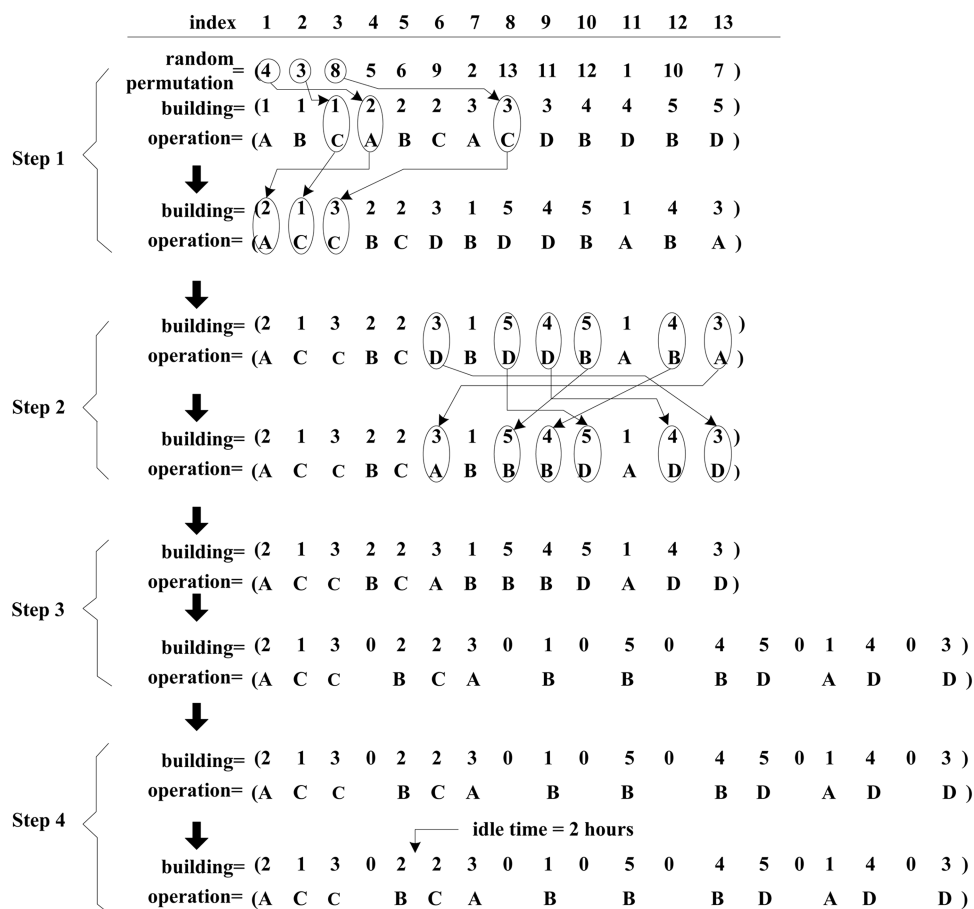 index 1 2 3 4 5 6 7 8 9 10 11 12 13
random permutation =(4 3 8 5 6 9 2 13 11 12 1 10 7 )
building= (1 1 1 2 2 2 3 3 3 4 4 5 5 )
operation= (A B C A B C A C D B D B D )
Step 1
building= (2 1 3 2 2 3 1 5 4 5 1 4 3 )
operation= (A C C B C D B D D B A B A )
building= (2 1 3 2 2 3 1 5 4 5 1 4 3 )
operation= (A C C B C D B D D B A B A )
Step 2
building= (2 1 3 2 2 3 1 5 4 5 1 4 3 )
operation= (A C C B C A B B B D A D D )
building= (2 1 3 2 2 3 1 5 4 5 1 4 3 )
operation= (A C C B C A B B B D A D D )
Step 3
building= (2 1 3 0 2 2 3 0 1 0 5 0 4 5 0 1 4 0 3 )
operation= (A C C B C A B B B D A D D )
building= (2 1 3 0 2 2 3 0 1 0 5 0 4 5 0 1 4 0 3 )
operation= (A C C B C A B B B D A D D )
Step 4
idle time = 2 hours
building= (2 1 3 0 2 2 3 0 1 0 5 0 4 5 0 1 4 0 3 )
operation= (A C C B C A B B B D A D D )